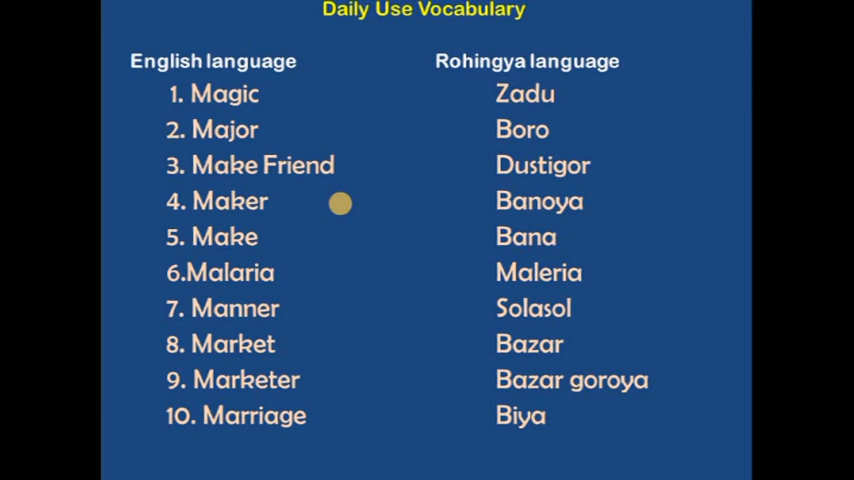 Daily Use Vocabulary
English language Rohingya language
1. Magic Zadu
2. Major Boro
3. Make Friend Dustigor
4. Maker Banoya
5. Make Bana
6.Malaria Maleria
7. Manner Solasol
8. Market Bazar
9. Marketer Bazar goroya
10. Marriage Biya